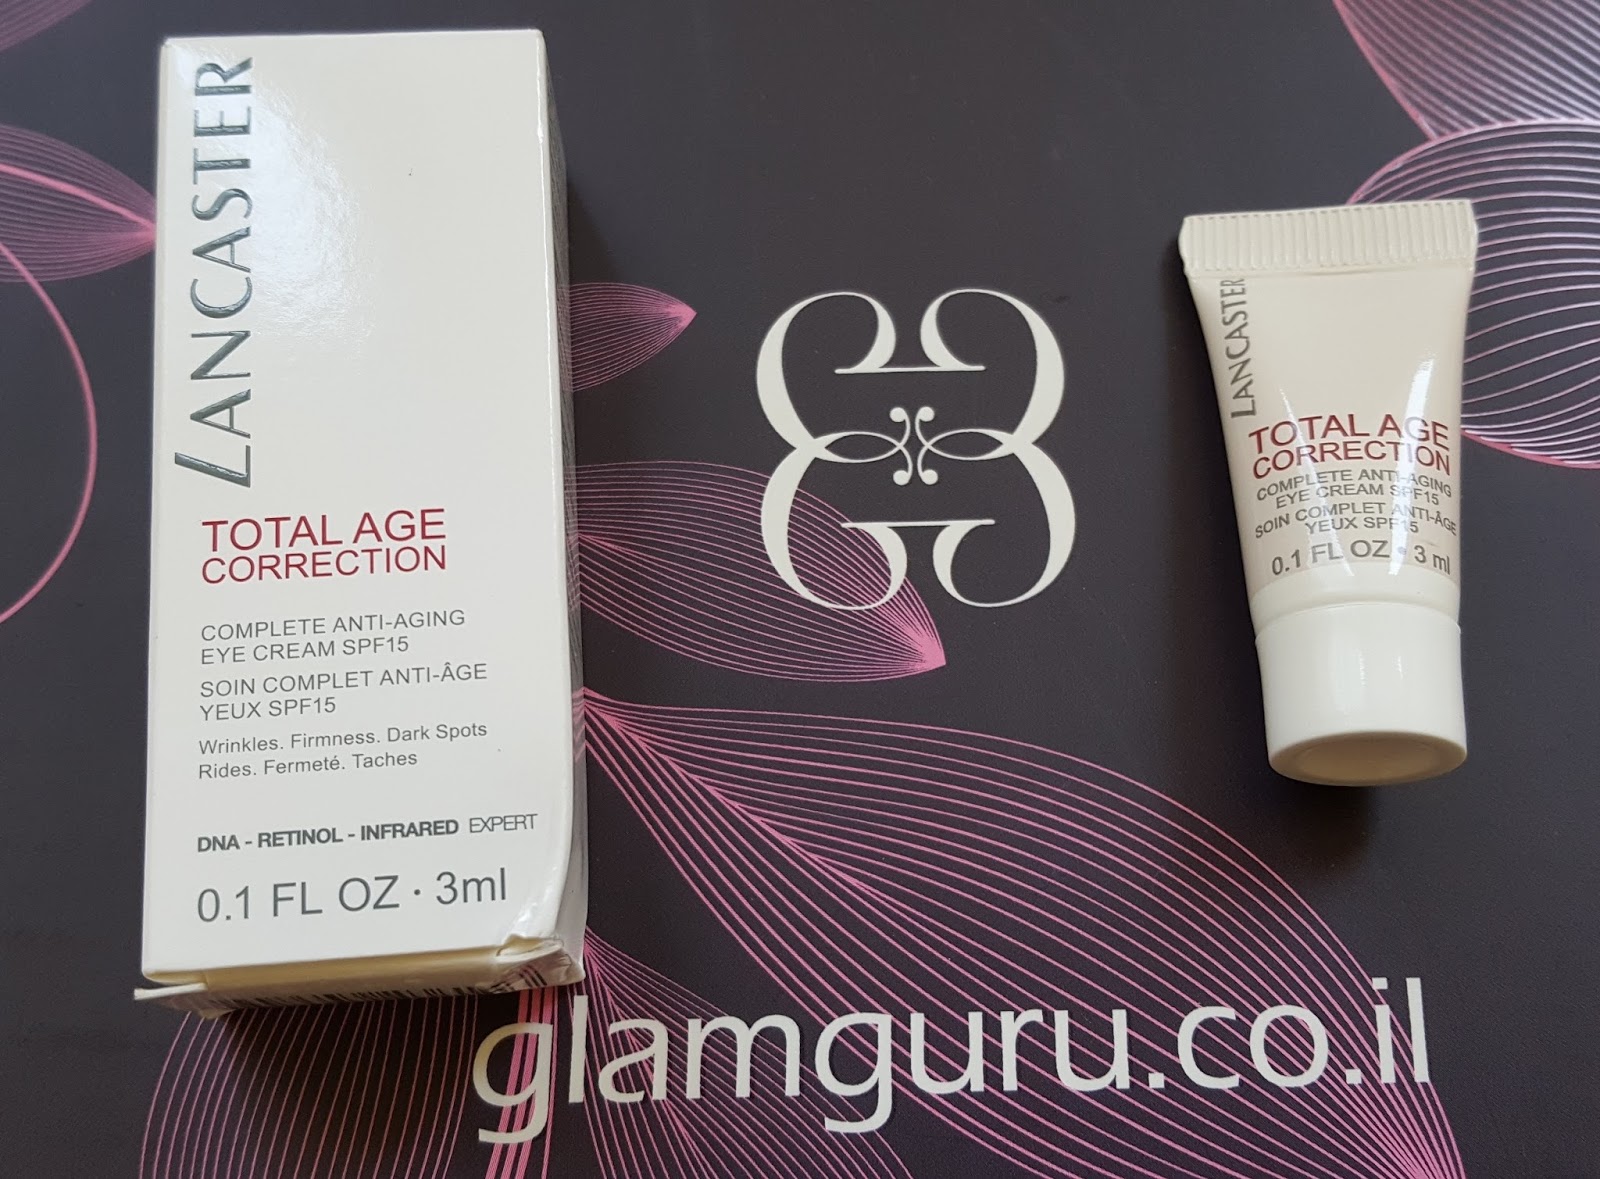 LANCASTER
TOTAL AGE
CORRECTION
COMPLETE ANTI-AGING
EYE CREAM SPF15
SOIN COMPLET ANTI-ÂGE
YEUX SPF15
Wrinkles. Firmness. Dark Spots
Rides. Fermeté. Taches
DNA - RETINOL - INFRARED EXPERT
0.1 FL OZ · 3ml
LANCASTER
TOTAL AGE
CORRECTION
COMPLETE ANTI-AGING
EYE CREAM SPF15
SOIN COMPLET ANTI-ÂGE
YEUX SPF15
0.1 FL OZ · 3 ml
glamguru.co.il